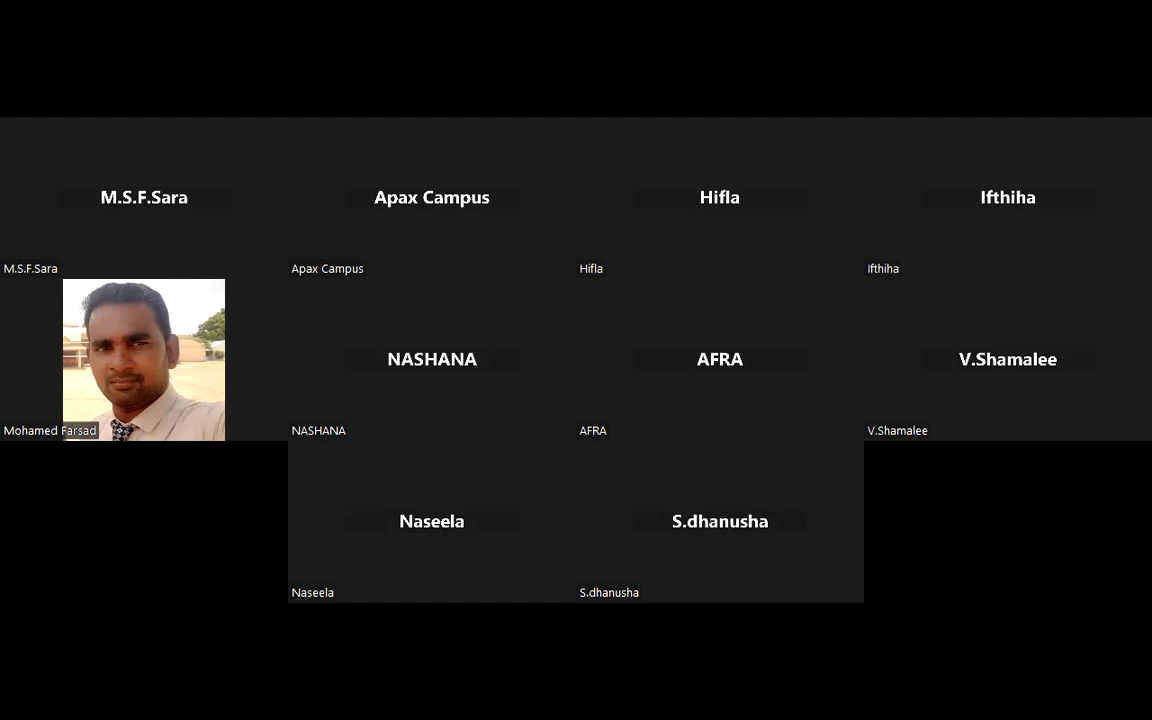 M.S.F.Sara
Apax Campus
Hifla
Ifthiha
M.S.F.Sara
Apax Campus
Hifla
Ifthiha
NASHANA
AFRA
V.Shamalee
Mohamed Farsad
NASHANA
AFRA
V.Shamalee
Naseela
S.dhanusha
Naseela
S.dhanusha